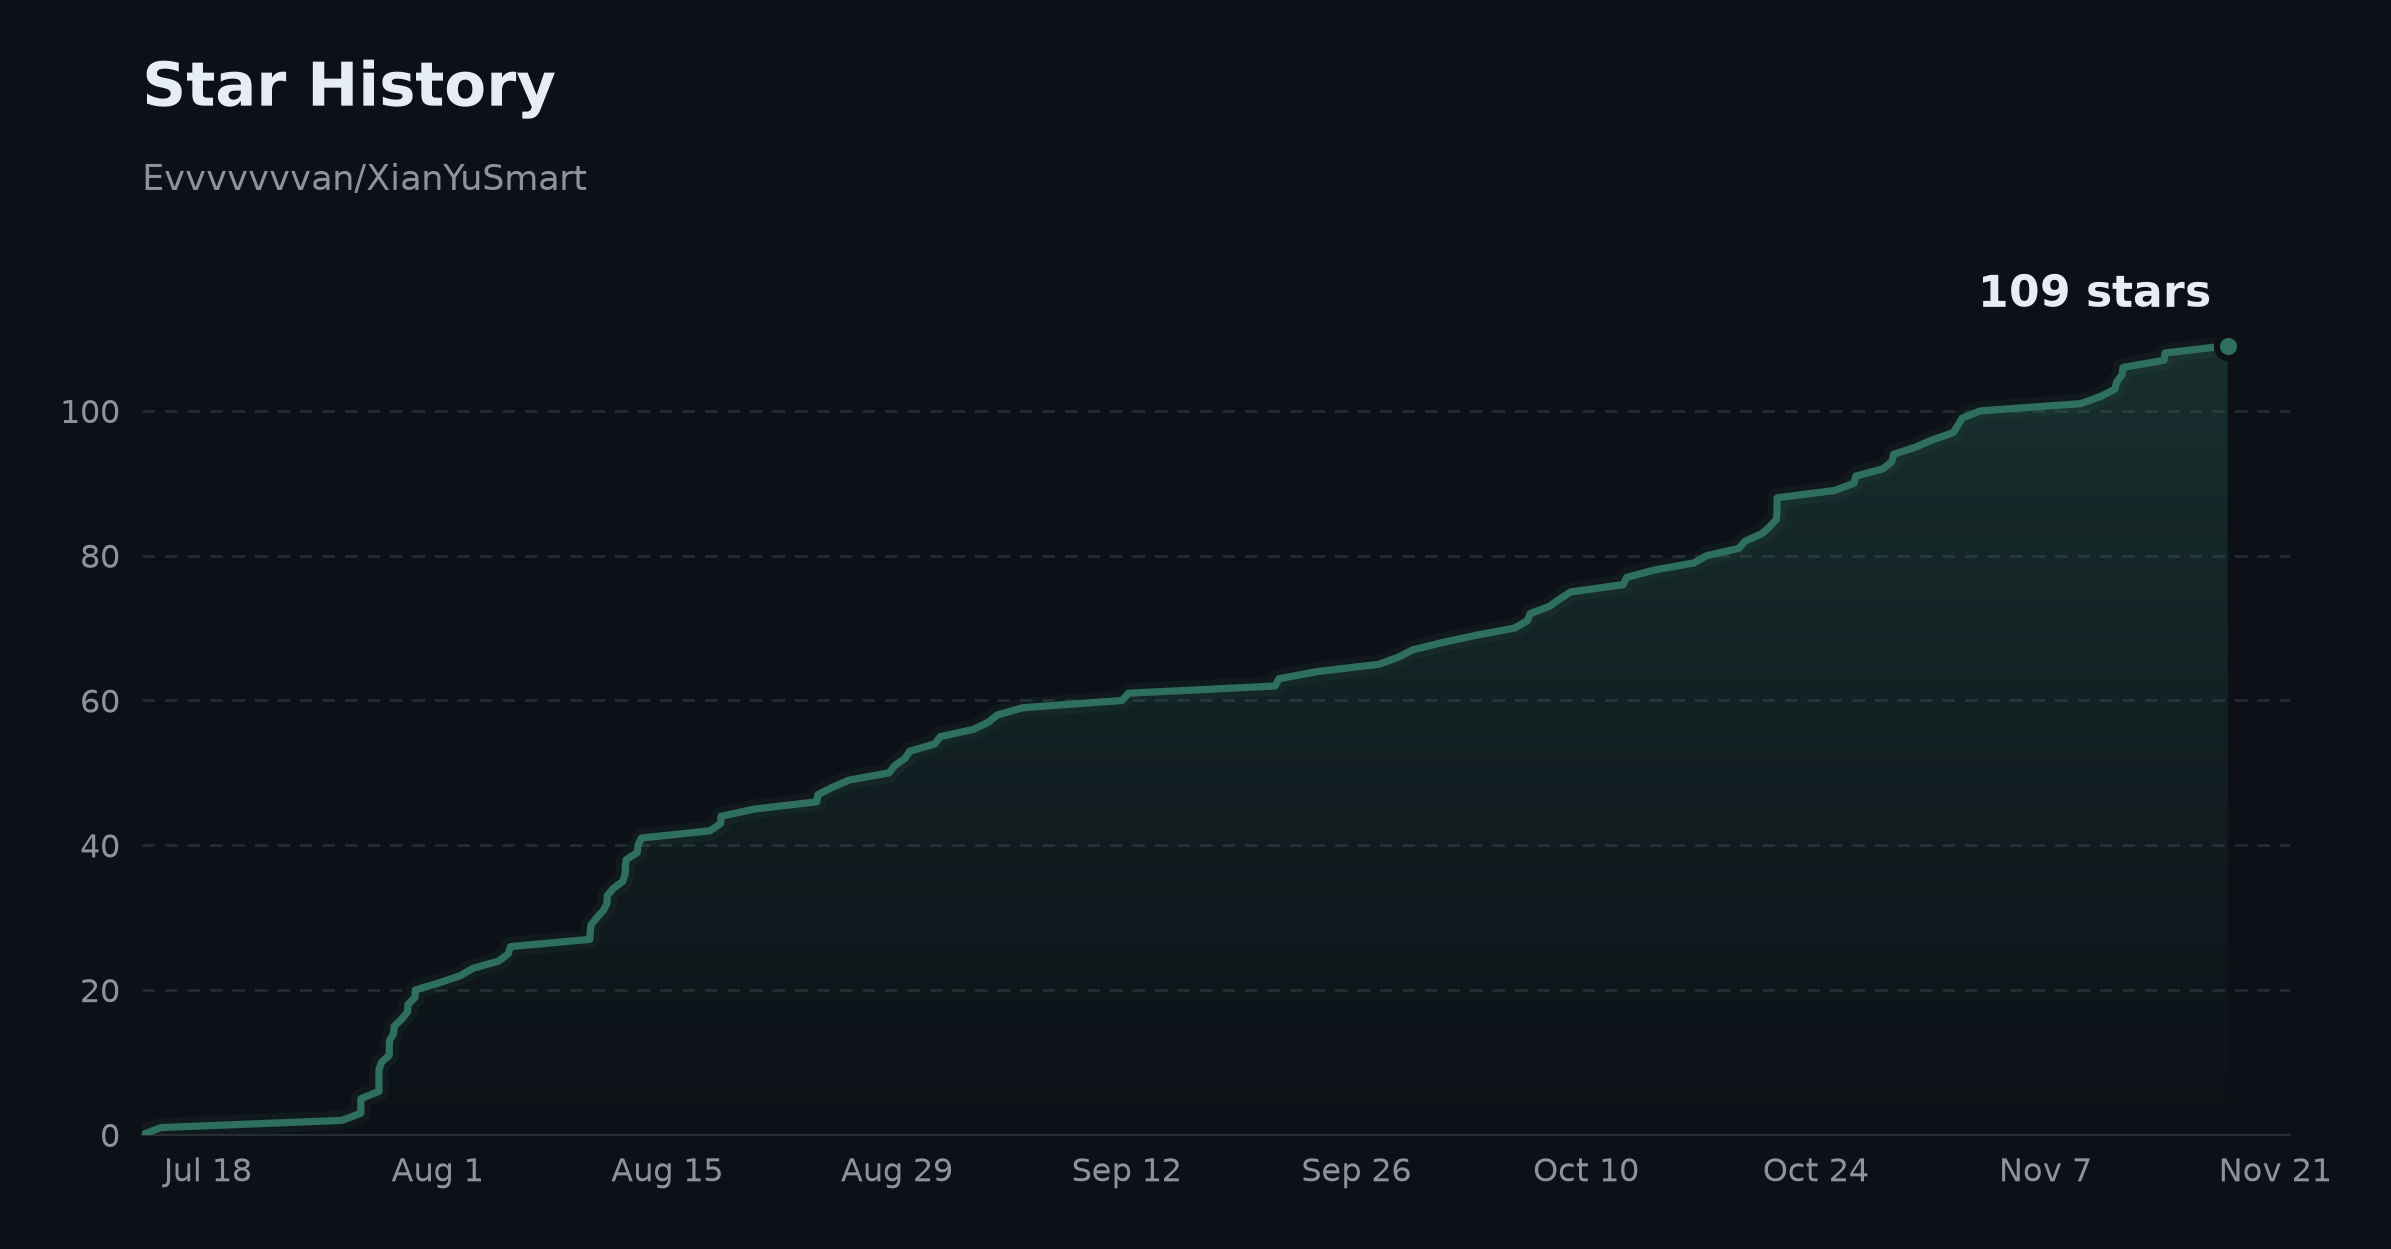 Star History
Evvvvvvvan/XianYuSmart
109 stars
100
80
60
40
20
0
Jul 18 Aug 1 Aug 15 Aug 29 Sep 12 Sep 26 Oct 10 Oct 24 Nov 7 Nov 21